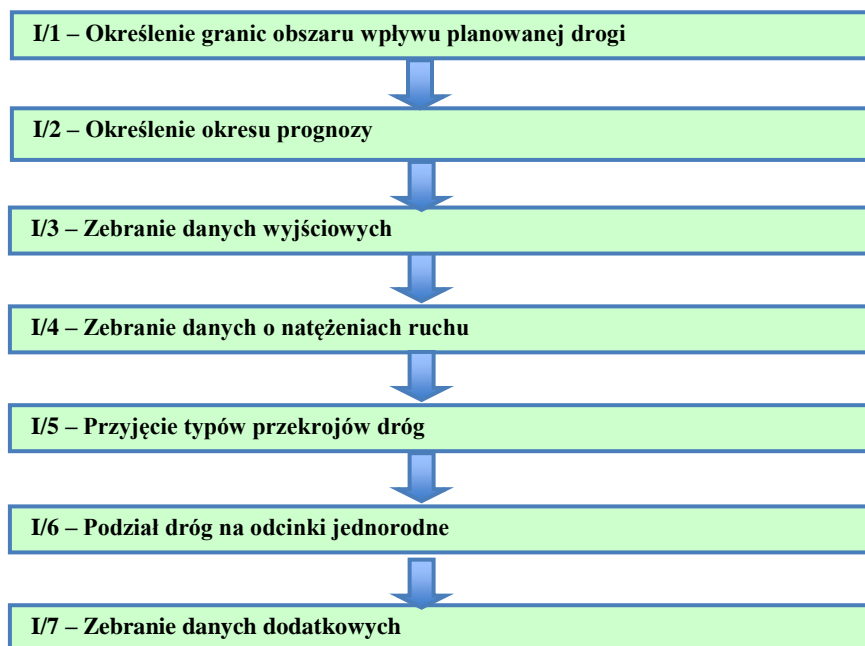 I/1 – Określenie granic obszaru wpływu planowanej drogi
I/2 – Określenie okresu prognozy
I/3 – Zebranie danych wyjściowych
I/4 – Zebranie danych o natężeniach ruchu
I/5 – Przyjęcie typów przekrojów dróg
I/6 – Podział dróg na odcinki jednorodne
I/7 – Zebranie danych dodatkowych